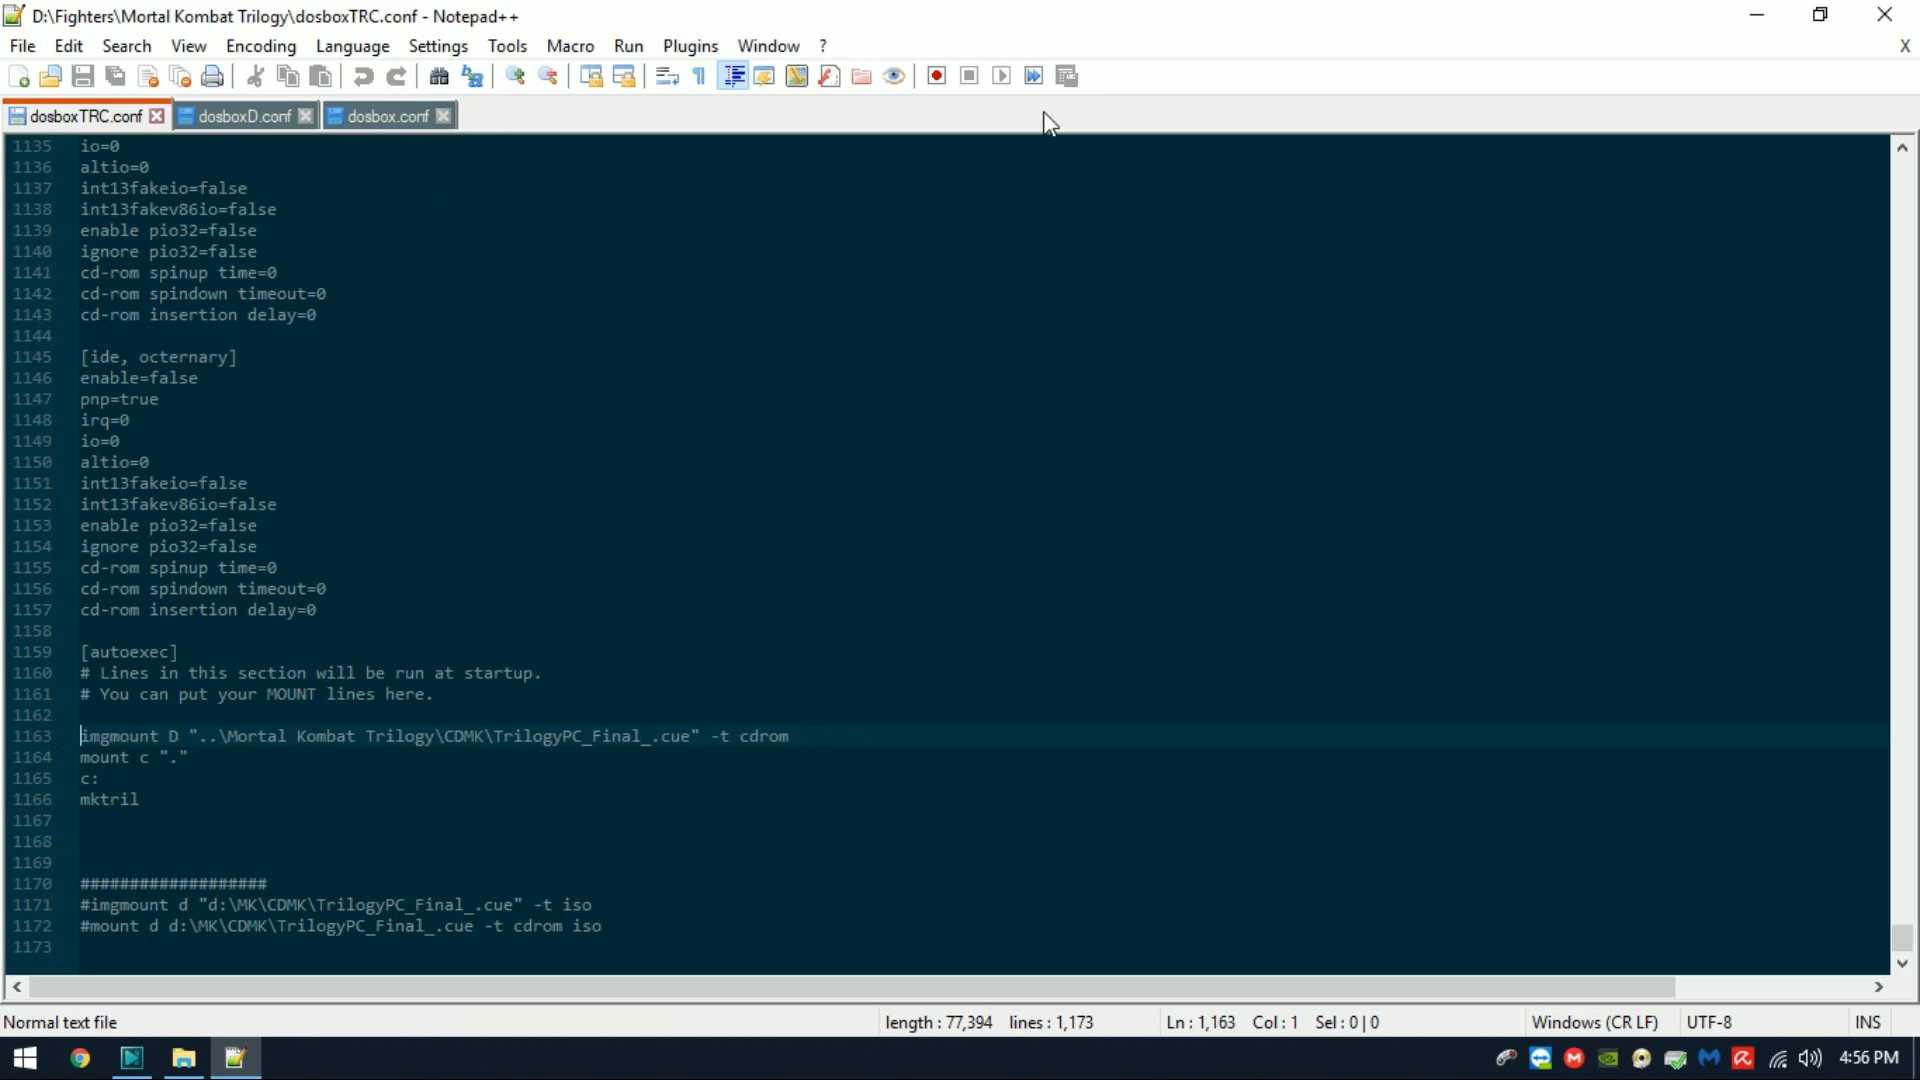 D:\Fighters\Mortal Kombat Trilogy\dosboxTRC.conf - Notepad++
File Edit Search View Encoding Language Settings Tools Macro Run Plugins Window ? X
dosboxTRC.conf dosboxD.conf dosbox.conf
1135 io=0
1136 altio=0
1137 int13fakeio=false
1138 int13fakev86io=false
1139 enable pio32=false
1140 ignore pio32=false
1141 cd-rom spinup time=0
1142 cd-rom spindown timeout=0
1143 cd-rom insertion delay=0
1144
1145 [ide, octernary]
1146 enable=false
1147 pnp=true
1148 irq=0
1149 io=0
1150 altio=0
1151 int13fakeio=false
1152 int13fakev86io=false
1153 enable pio32=false
1154 ignore pio32=false
1155 cd-rom spinup time=0
1156 cd-rom spindown timeout=0
1157 cd-rom insertion delay=0
1158
1159 [autoexec]
1160 # Lines in this section will be run at startup.
1161 # You can put your MOUNT lines here.
1162
1163 imgmount D "..\Mortal Kombat Trilogy\CDMK\TrilogyPC_Final_.cue" -t cdrom
1164 mount c "."
1165 c:
1166 mktril
1167
1168
1169
1170 ###################
1171 #imgmount d "d:\MK\CDMK\TrilogyPC_Final_.cue" -t iso
1172 #mount d d:\MK\CDMK\TrilogyPC_Final_.cue -t cdrom iso
1173
Normal text file length : 77,394 lines : 1,173 Ln : 1,163 Col : 1 Sel : 0 | 0 Windows (CR LF) UTF-8 INS
4:56 PM